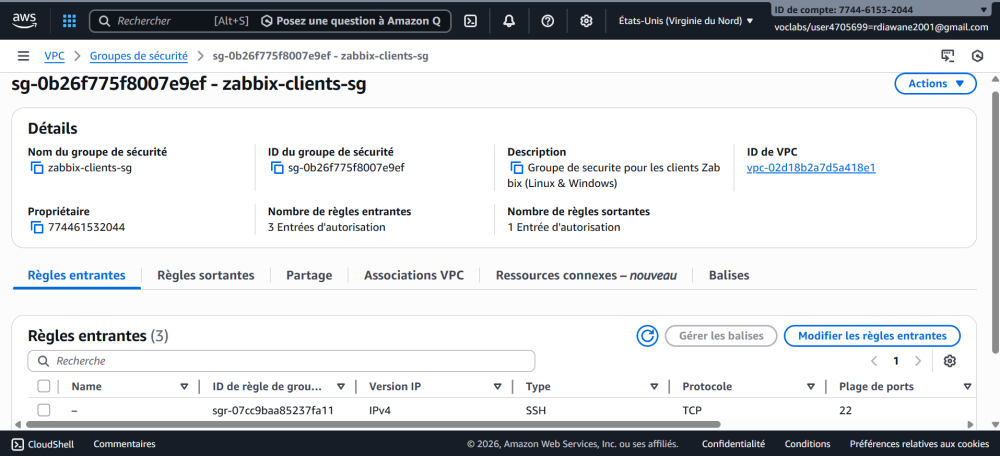 aws
Rechercher [Alt+S] Posez une question à Amazon Q
États-Unis (Virginie du Nord)
ID de compte: 7744-6153-2044
voclabs/user4705699=rdiawane2001@gmail.com
VPC > Groupes de sécurité > sg-0b26f775f8007e9ef - zabbix-clients-sg
sg-0b26f775f8007e9ef - zabbix-clients-sg
Actions
Détails
Nom du groupe de sécurité
zabbix-clients-sg
ID du groupe de sécurité
sg-0b26f775f8007e9ef
Description
Groupe de securite pour les clients Zab
bix (Linux & Windows)
ID de VPC
vpc-02d18b2a7d5a418e1
Propriétaire
774461532044
Nombre de règles entrantes
3 Entrées d'autorisation
Nombre de règles sortantes
1 Entrée d'autorisation
Règles entrantes Règles sortantes Partage Associations VPC Ressources connexes – nouveau Balises
Règles entrantes (3)
Gérer les balises Modifier les règles entrantes
Recherche
1
Name ID de règle de grou... Version IP Type Protocole Plage de ports
– sgr-07cc9baa85237fa11 IPv4 SSH TCP 22
CloudShell Commentaires © 2026, Amazon Web Services, Inc. ou ses affiliés. Confidentialité Conditions Préférences relatives aux cookies